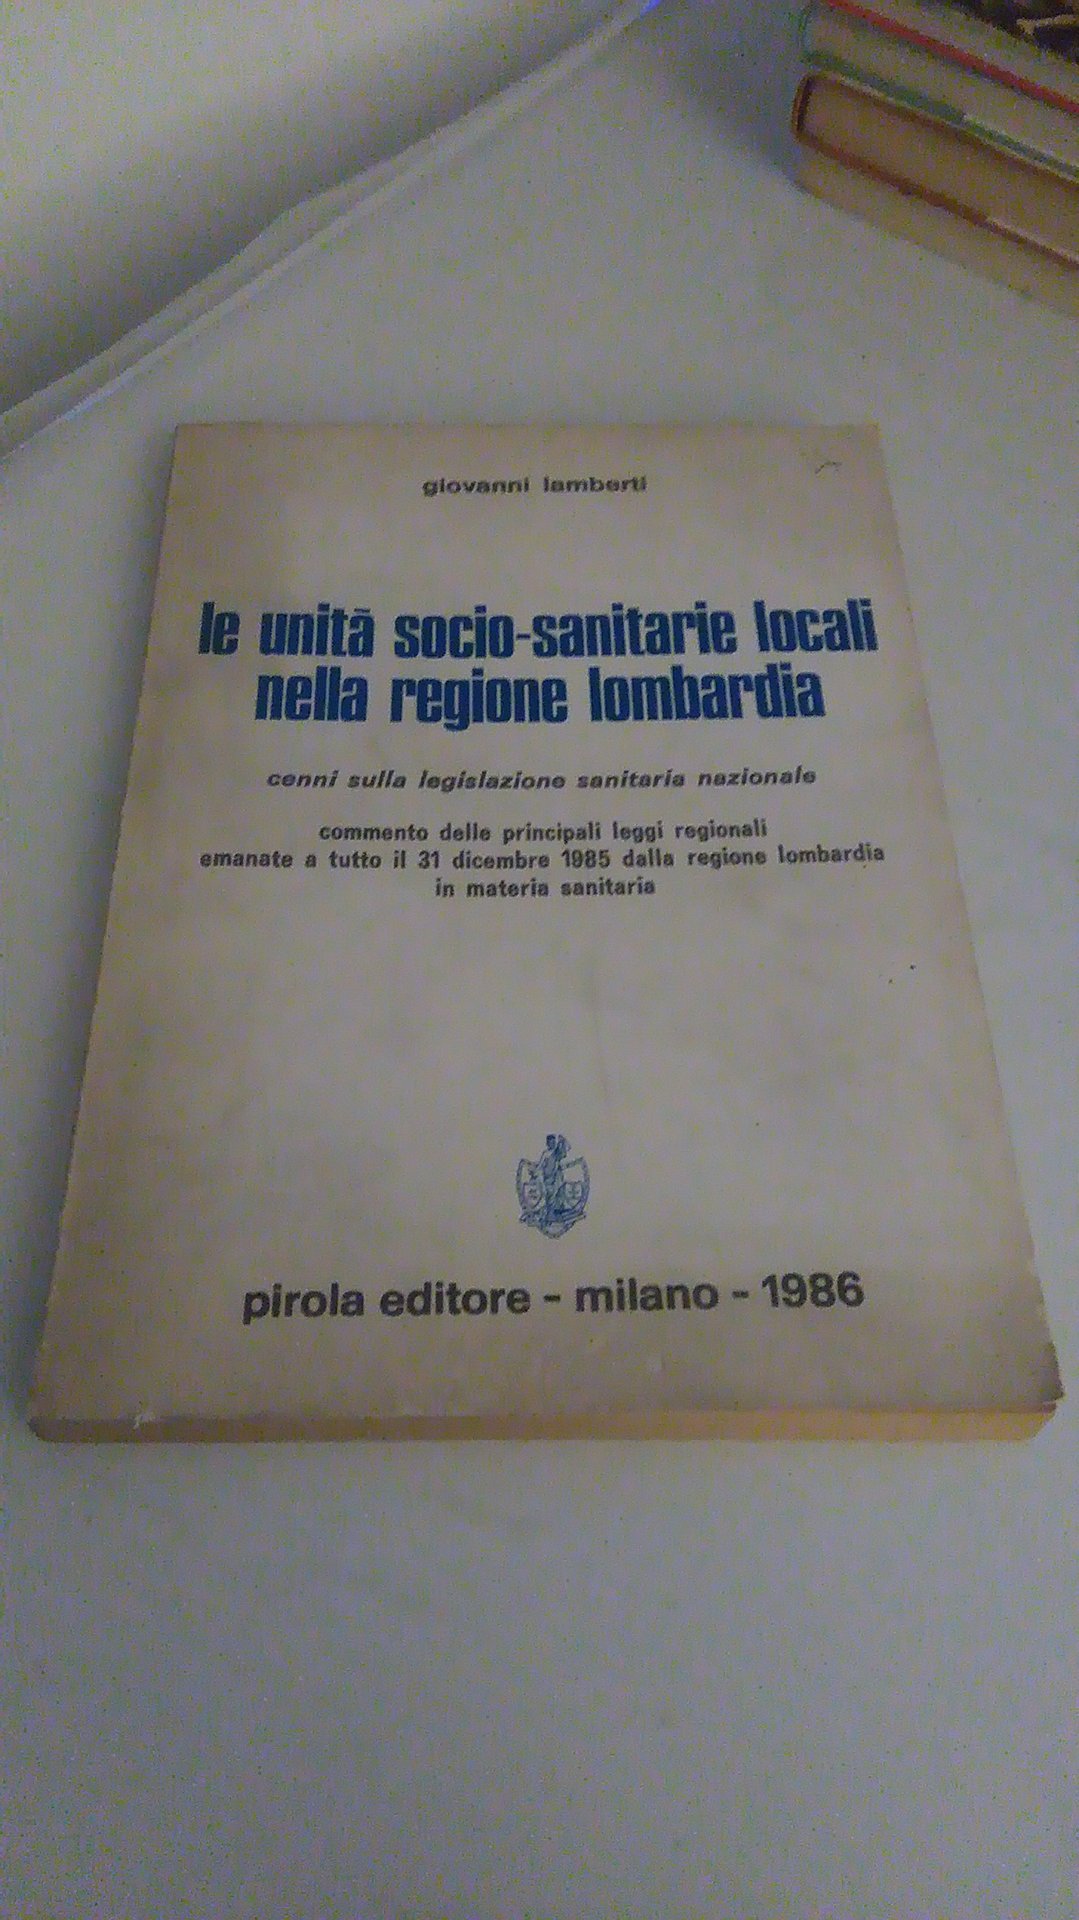 giovanni lamberti
le unità socio-sanitarie locali
nella regione lombardia
cenni sulla legislazione sanitaria nazionale
commento delle principali leggi regionali
emanate a tutto il 31 dicembre 1985 dalla regione lombardia
in materia sanitaria
pirola editore - milano - 1986